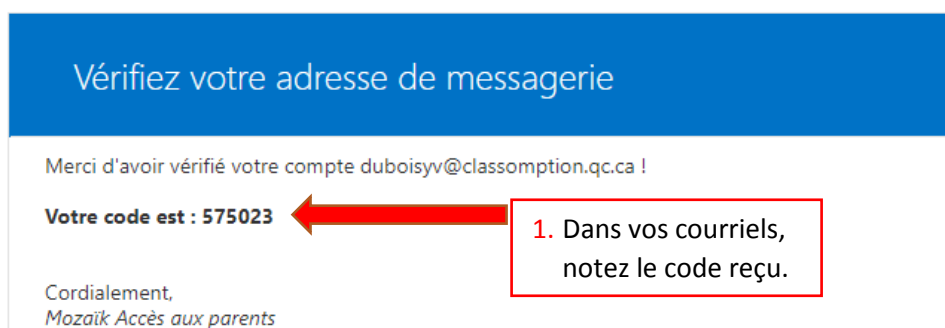 Vérifiez votre adresse de messagerie
Merci d'avoir vérifié votre compte duboisyv@classomption.qc.ca !
Votre code est : 575023
1. Dans vos courriels,
notez le code reçu.
Cordialement,
Mozaïk Accès aux parents